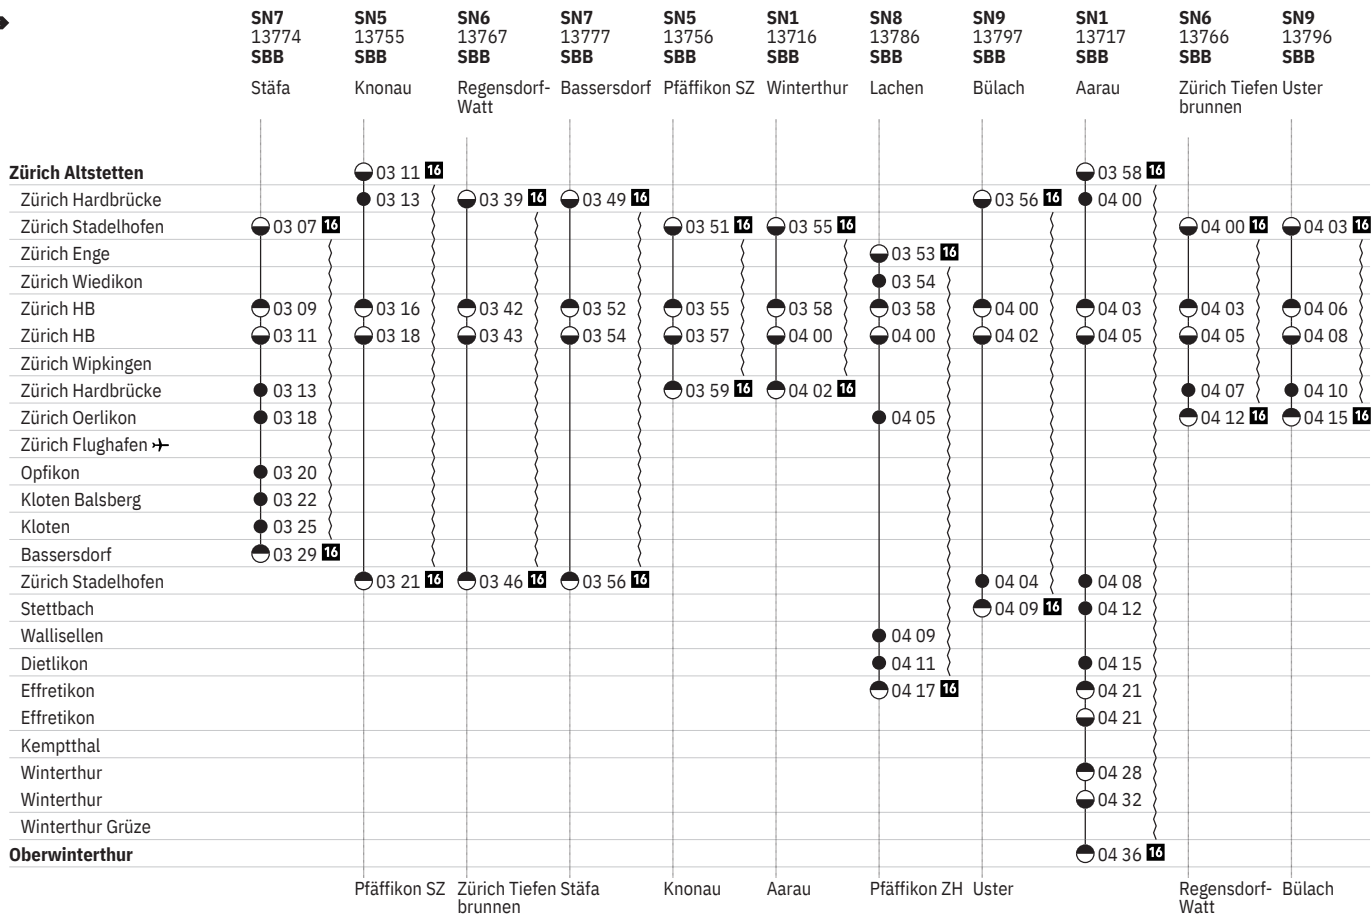 SN7 SN5 SN6 SN7 SN5 SN1 SN8 SN9 SN1 SN6 SN9
13774 13755 13767 13777 13756 13716 13786 13797 13717 13766 13796
SBB SBB SBB SBB SBB SBB SBB SBB SBB SBB SBB
Stäfa Knonau Regensdorf- Bassersdorf Pfäffikon SZ Winterthur Lachen Bülach Aarau Zürich Tiefen Uster
Watt brunnen
Zürich Altstetten 03 11 16 03 58 16
Zürich Hardbrücke 03 13 03 39 16 03 49 16 03 56 16 04 00
Zürich Stadelhofen 03 07 16 03 51 16 03 55 16 04 00 16 04 03 16
Zürich Enge 03 53 16
Zürich Wiedikon 03 54
Zürich HB 03 09 03 16 03 42 03 52 03 55 03 58 03 58 04 00 04 03 04 03 04 06
Zürich HB 03 11 03 18 03 43 03 54 03 57 04 00 04 00 04 02 04 05 04 05 04 08
Zürich Wipkingen
Zürich Hardbrücke 03 13 03 59 16 04 02 16 04 07 04 10
Zürich Oerlikon 03 18 04 05 04 12 16 04 15 16
Zürich Flughafen
Opfikon 03 20
Kloten Balsberg 03 22
Kloten 03 25
Bassersdorf 03 29 16
Zürich Stadelhofen 03 21 16 03 46 16 03 56 16 04 04 04 08
Stettbach 04 09 16 04 12
Wallisellen 04 09
Dietlikon 04 11 04 15
Effretikon 04 17 16 04 21
Effretikon 04 21
Kemptthal
Winterthur 04 28
Winterthur 04 32
Winterthur Grüze
Oberwinterthur 04 36 16
Pfäffikon SZ Zürich Tiefen Stäfa Knonau Aarau Pfäffikon ZH Uster Regensdorf- Bülach
brunnen Watt